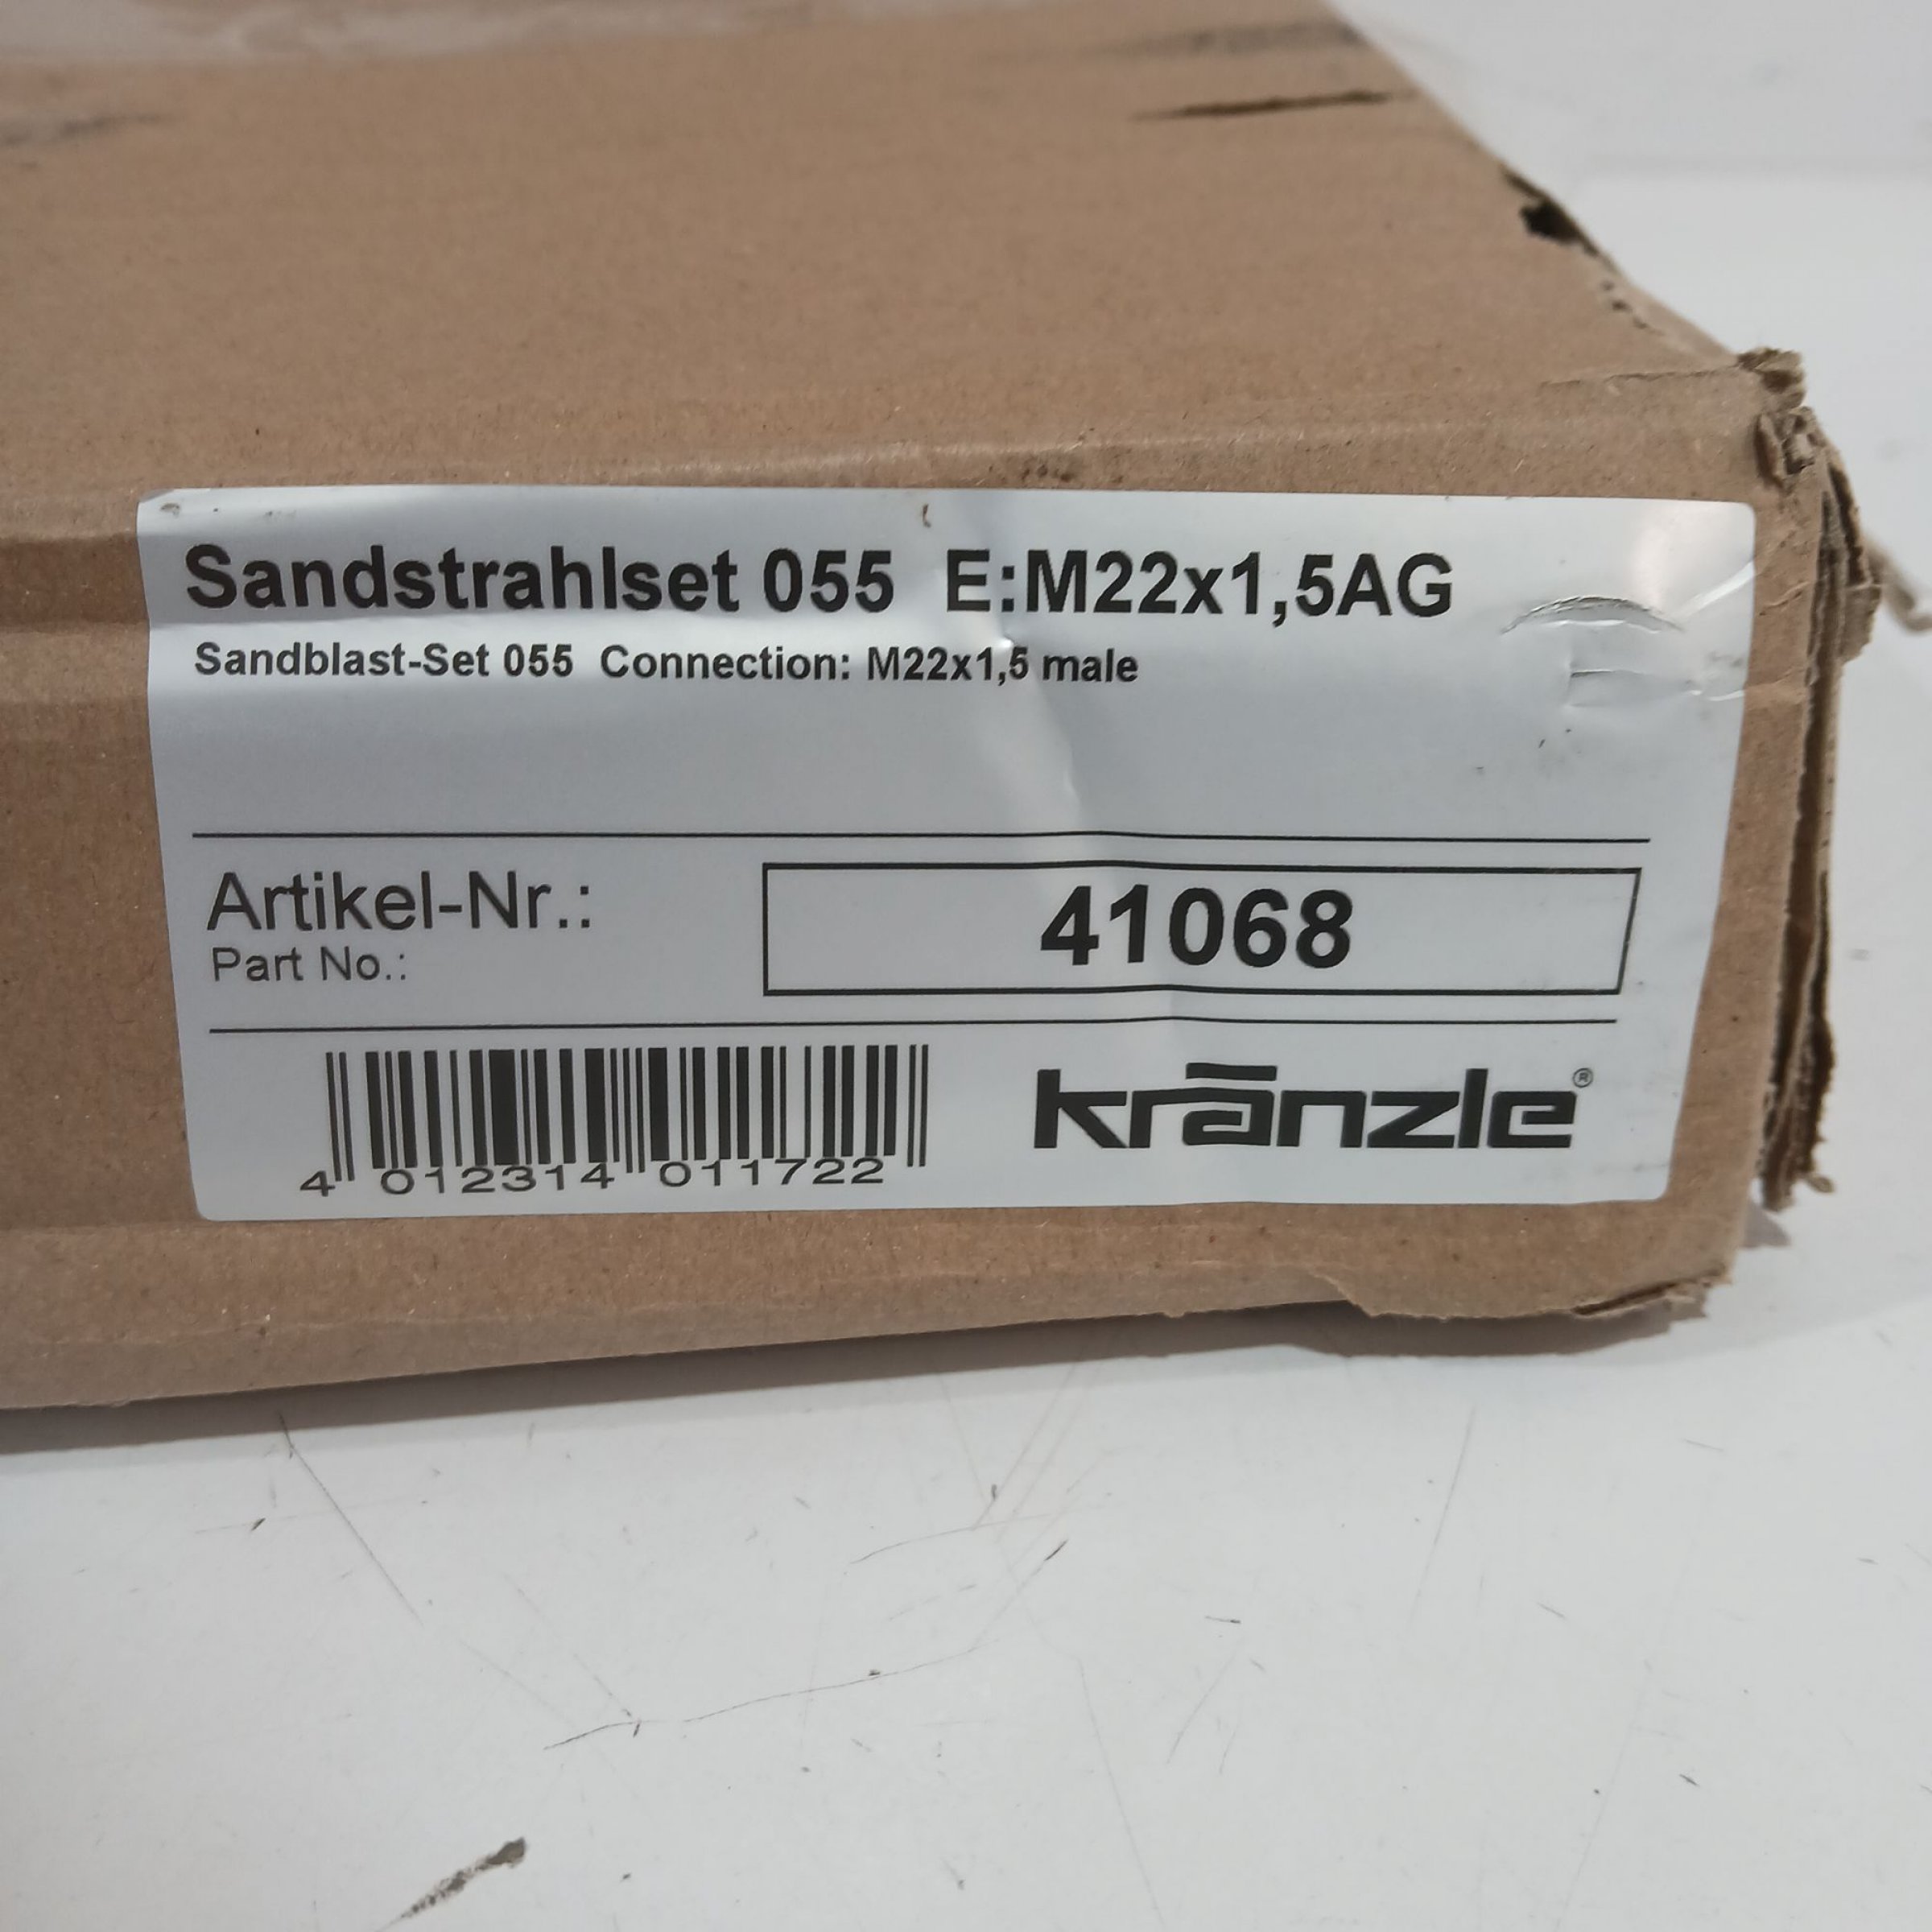 Sandstrahlset 055 E:M22x1,5AG
Sandblast-Set 055 Connection: M22x1,5 male
Artikel-Nr.: 41068
Part No.:
4 012314 011722
kränzle®